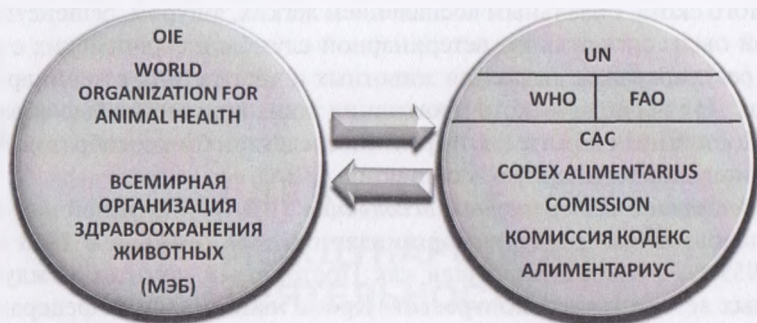 OIE
WORLD
ORGANIZATION FOR
ANIMAL HEALTH
ВСЕМИРНАЯ
ОРГАНИЗАЦИЯ
ЗДРАВООХРАНЕНИЯ
ЖИВОТНЫХ
(МЭБ)
UN
WHO FAO
CAC
CODEX ALIMENTARIUS
COMISSION
КОМИССИЯ КОДЕКС
АЛИМЕНТАРИУС